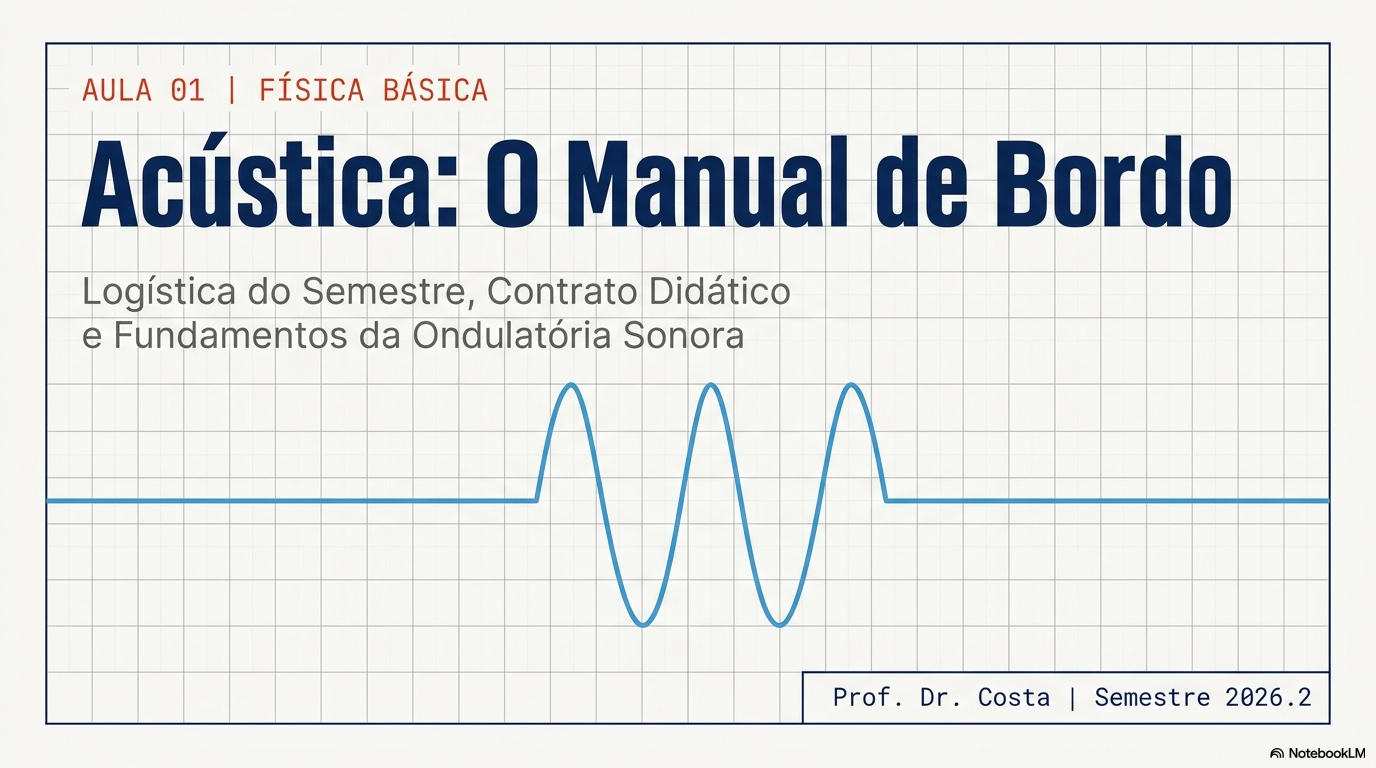 AULA 01 | FÍSICA BÁSICA
Acústica: O Manual de Bordo
Logística do Semestre, Contrato Didático
e Fundamentos da Ondulatória Sonora
Prof. Dr. Costa | Semestre 2026.2
NotebookLM